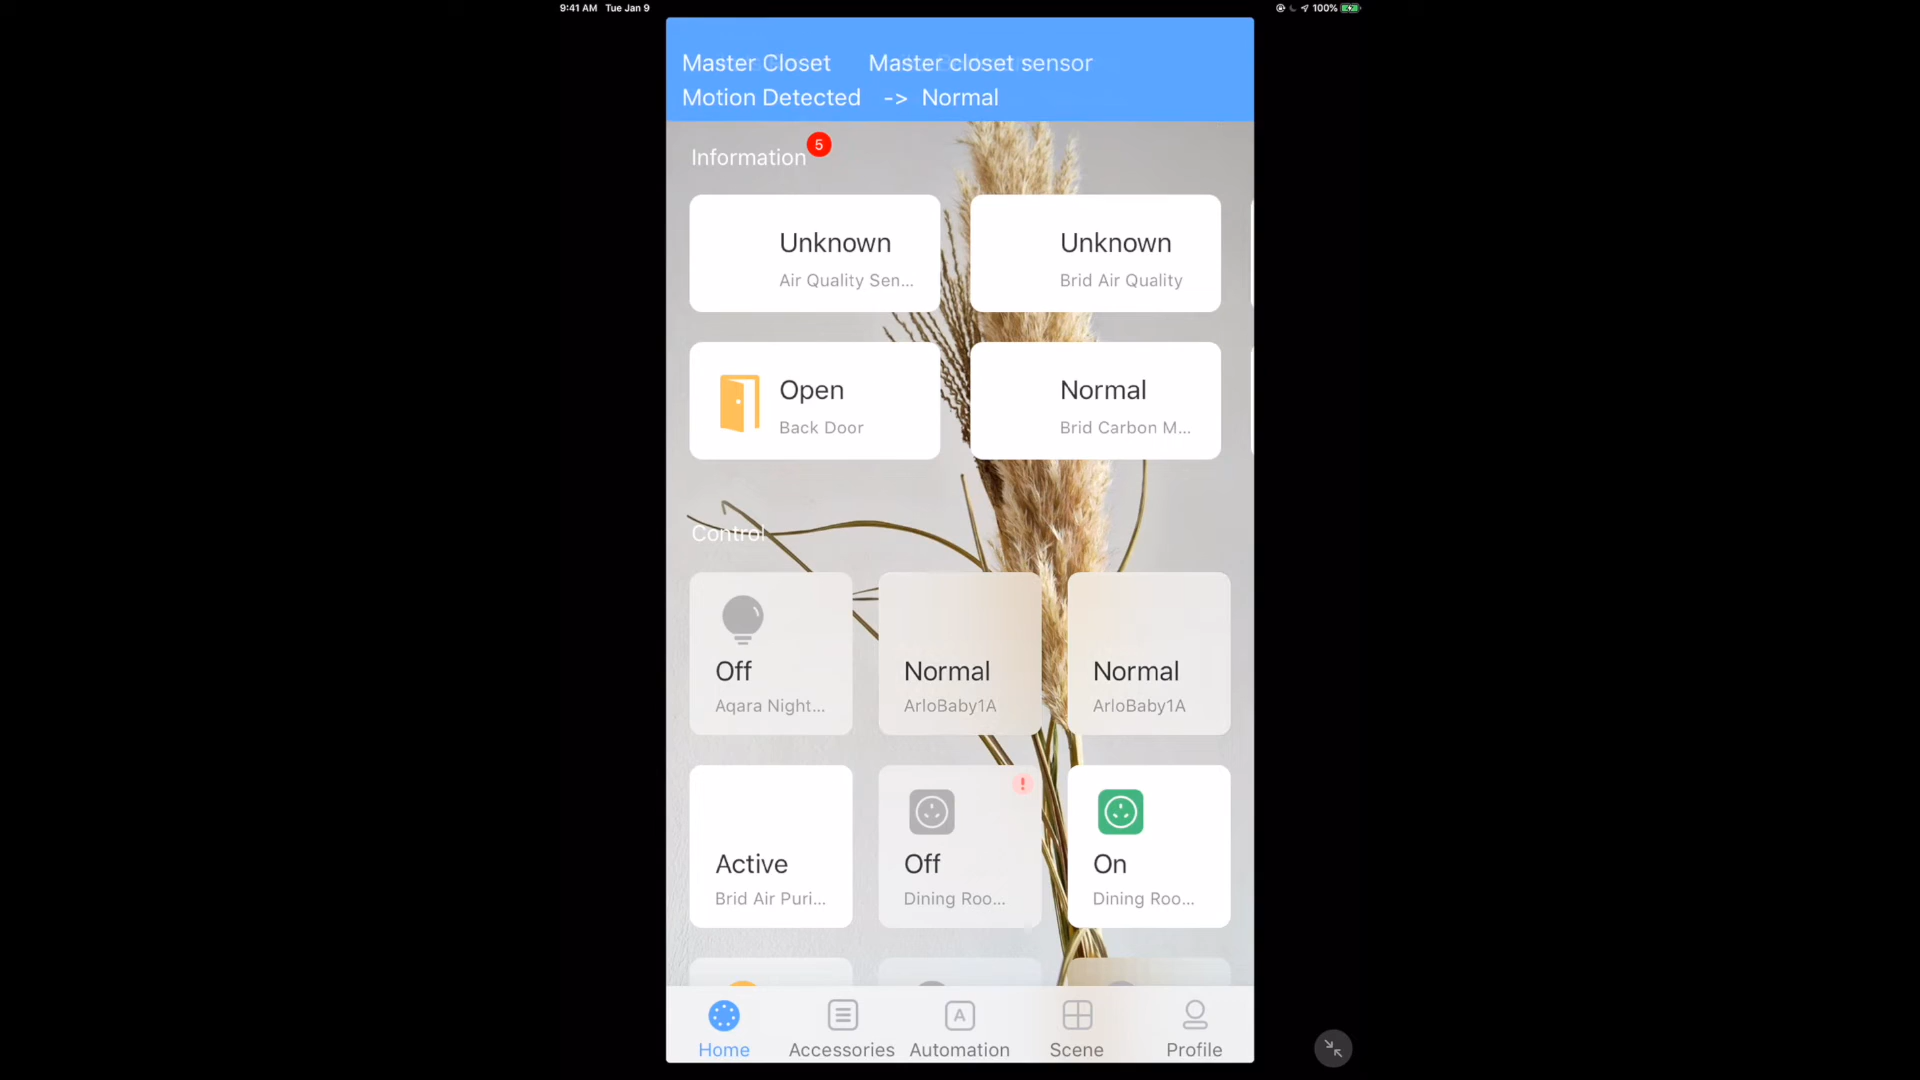 9:41 AM Tue Jan 9
100%
Master Closet Master closet sensor
Motion Detected -> Normal
Information 5
Unknown
Air Quality Sen...
Unknown
Brid Air Quality
Open
Back Door
Normal
Brid Carbon M...
Control
Off
Aqara Night...
Normal
ArloBaby1A
Normal
ArloBaby1A
Active
Brid Air Puri...
!
Off
Dining Roo...
On
Dining Roo...
Home
Accessories
A
Automation
Scene
Profile